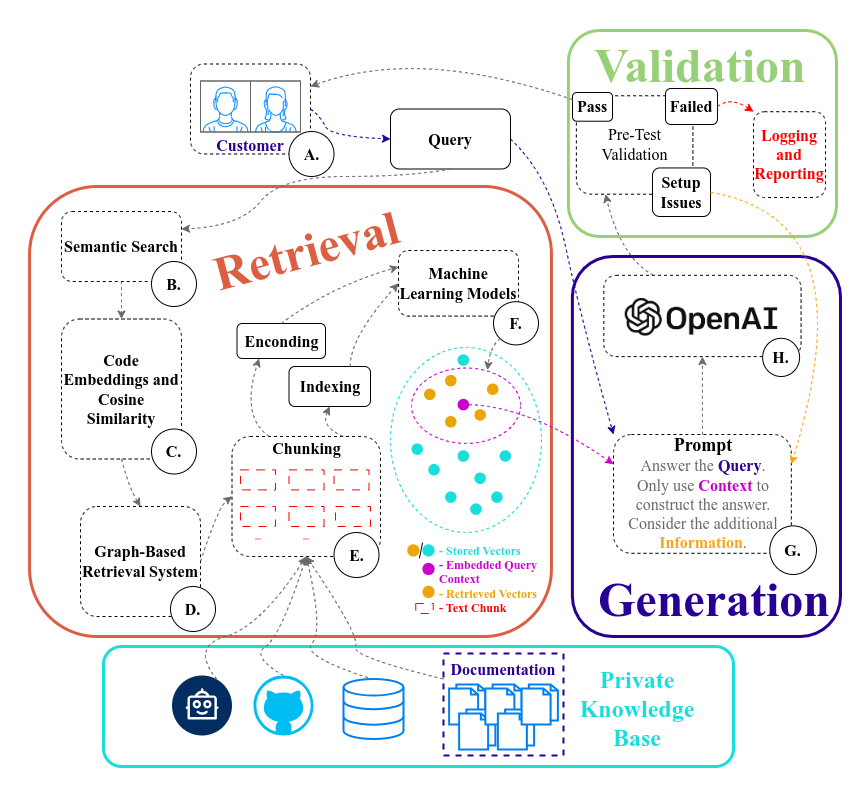 Validation
Pass
Failed
Pre-Test
Validation
Setup
Issues
Logging
and
Reporting
Customer
A.
Query
Retrieval
Semantic Search
B.
Code
Embeddings and
Cosine
Similarity
C.
Graph-Based
Retrieval System
D.
Enconding
Indexing
Chunking
E.
Machine
Learning Models
F.
/
- Stored Vectors
- Embedded Query
Context
- Retrieved Vectors
- Text Chunk
OpenAI
H.
Prompt
Answer the Query.
Only use Context to
construct the answer.
Consider the additional
Information.
G.
Generation
Documentation
Private
Knowledge
Base